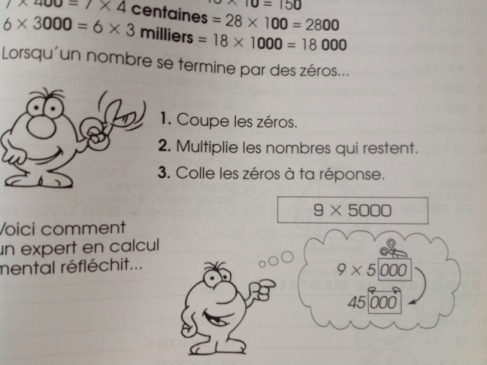 7 × 400 = 7 × 4 centaines = 28 × 100 = 2800
× 10 = 150
6 × 3000 = 6 × 3 milliers = 18 × 1000 = 18 000
Lorsqu'un nombre se termine par des zéros...
1. Coupe les zéros.
2. Multiplie les nombres qui restent.
3. Colle les zéros à ta réponse.
9 × 5000
Voici comment
un expert en calcul
mental réfléchit...
9 × 5 000
45 000